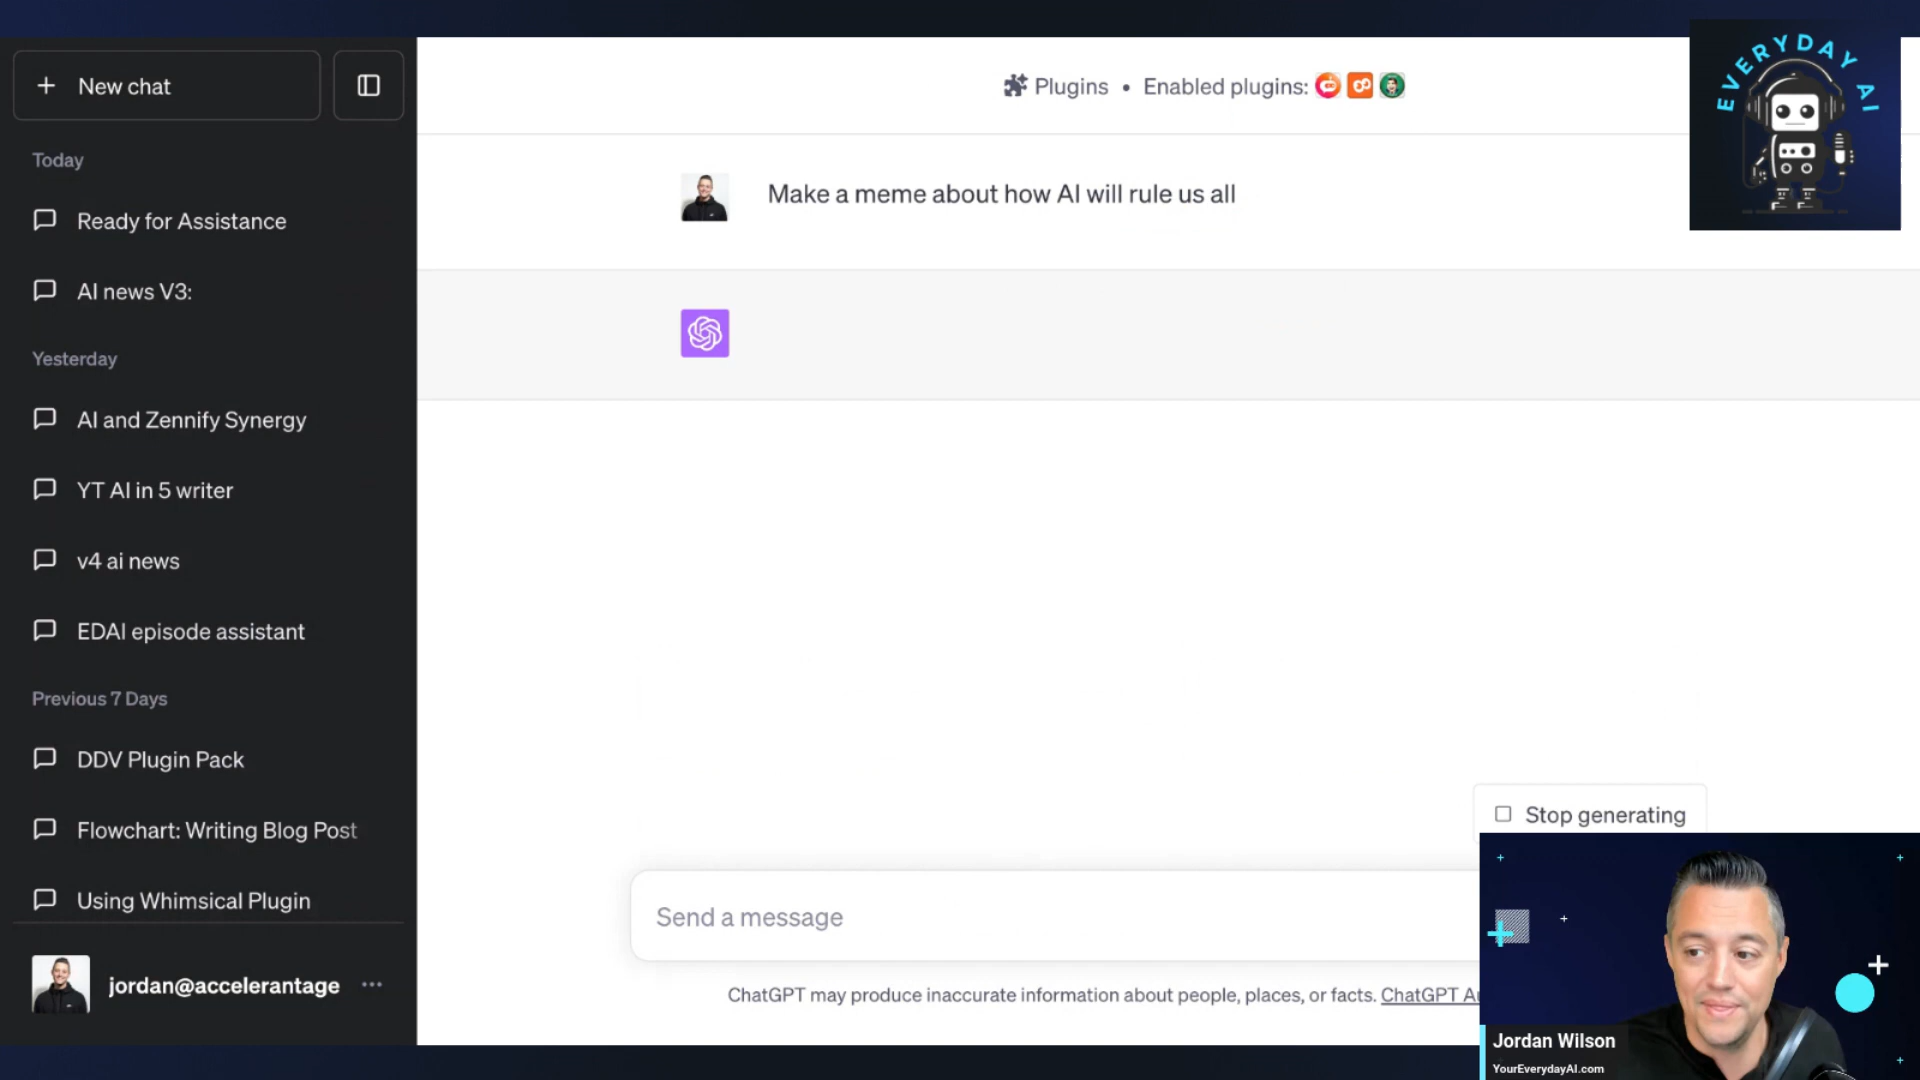 New chat
Today
Ready for Assistance
AI news V3:
Yesterday
AI and Zennify Synergy
YT AI in 5 writer
v4 ai news
EDAI episode assistant
Previous 7 Days
DDV Plugin Pack
Flowchart: Writing Blog Post
Using Whimsical Plugin
jordan@accelerantage
Plugins • Enabled plugins:
Make a meme about how AI will rule us all
Stop generating
Send a message
ChatGPT may produce inaccurate information about people, places, or facts. ChatGPT Au
EVERYDAY AI
Jordan Wilson
YourEverydayAI.com